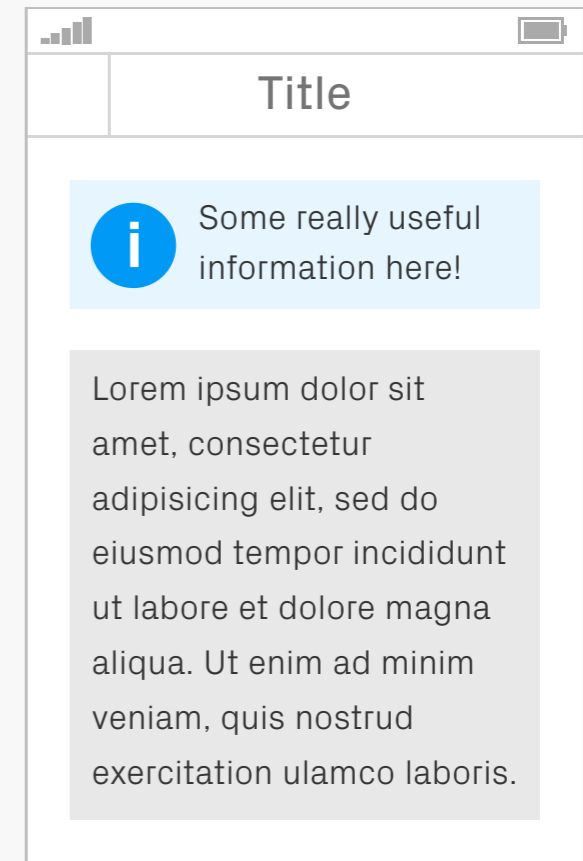 Title
i
Some really useful
information here!
Lorem ipsum dolor sit
amet, consectetur
adipisicing elit, sed do
eiusmod tempor incididunt
ut labore et dolore magna
aliqua. Ut enim ad minim
veniam, quis nostrud
exercitation ulamco laboris.